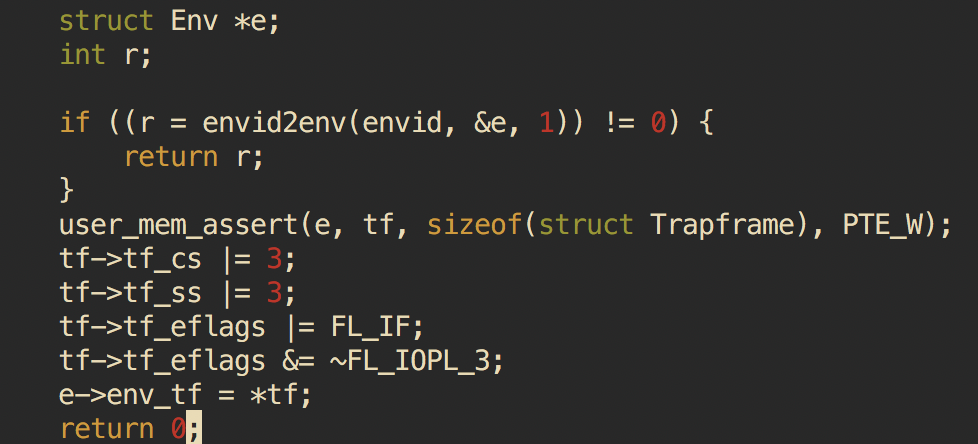 struct Env *e;
int r;
if ((r = envid2env(envid, &e, 1)) != 0) {
return r;
}
user_mem_assert(e, tf, sizeof(struct Trapframe), PTE_W);
tf->tf_cs |= 3;
tf->tf_ss |= 3;
tf->tf_eflags |= FL_IF;
tf->tf_eflags &= ~FL_IOPL_3;
e->env_tf = *tf;
return 0;